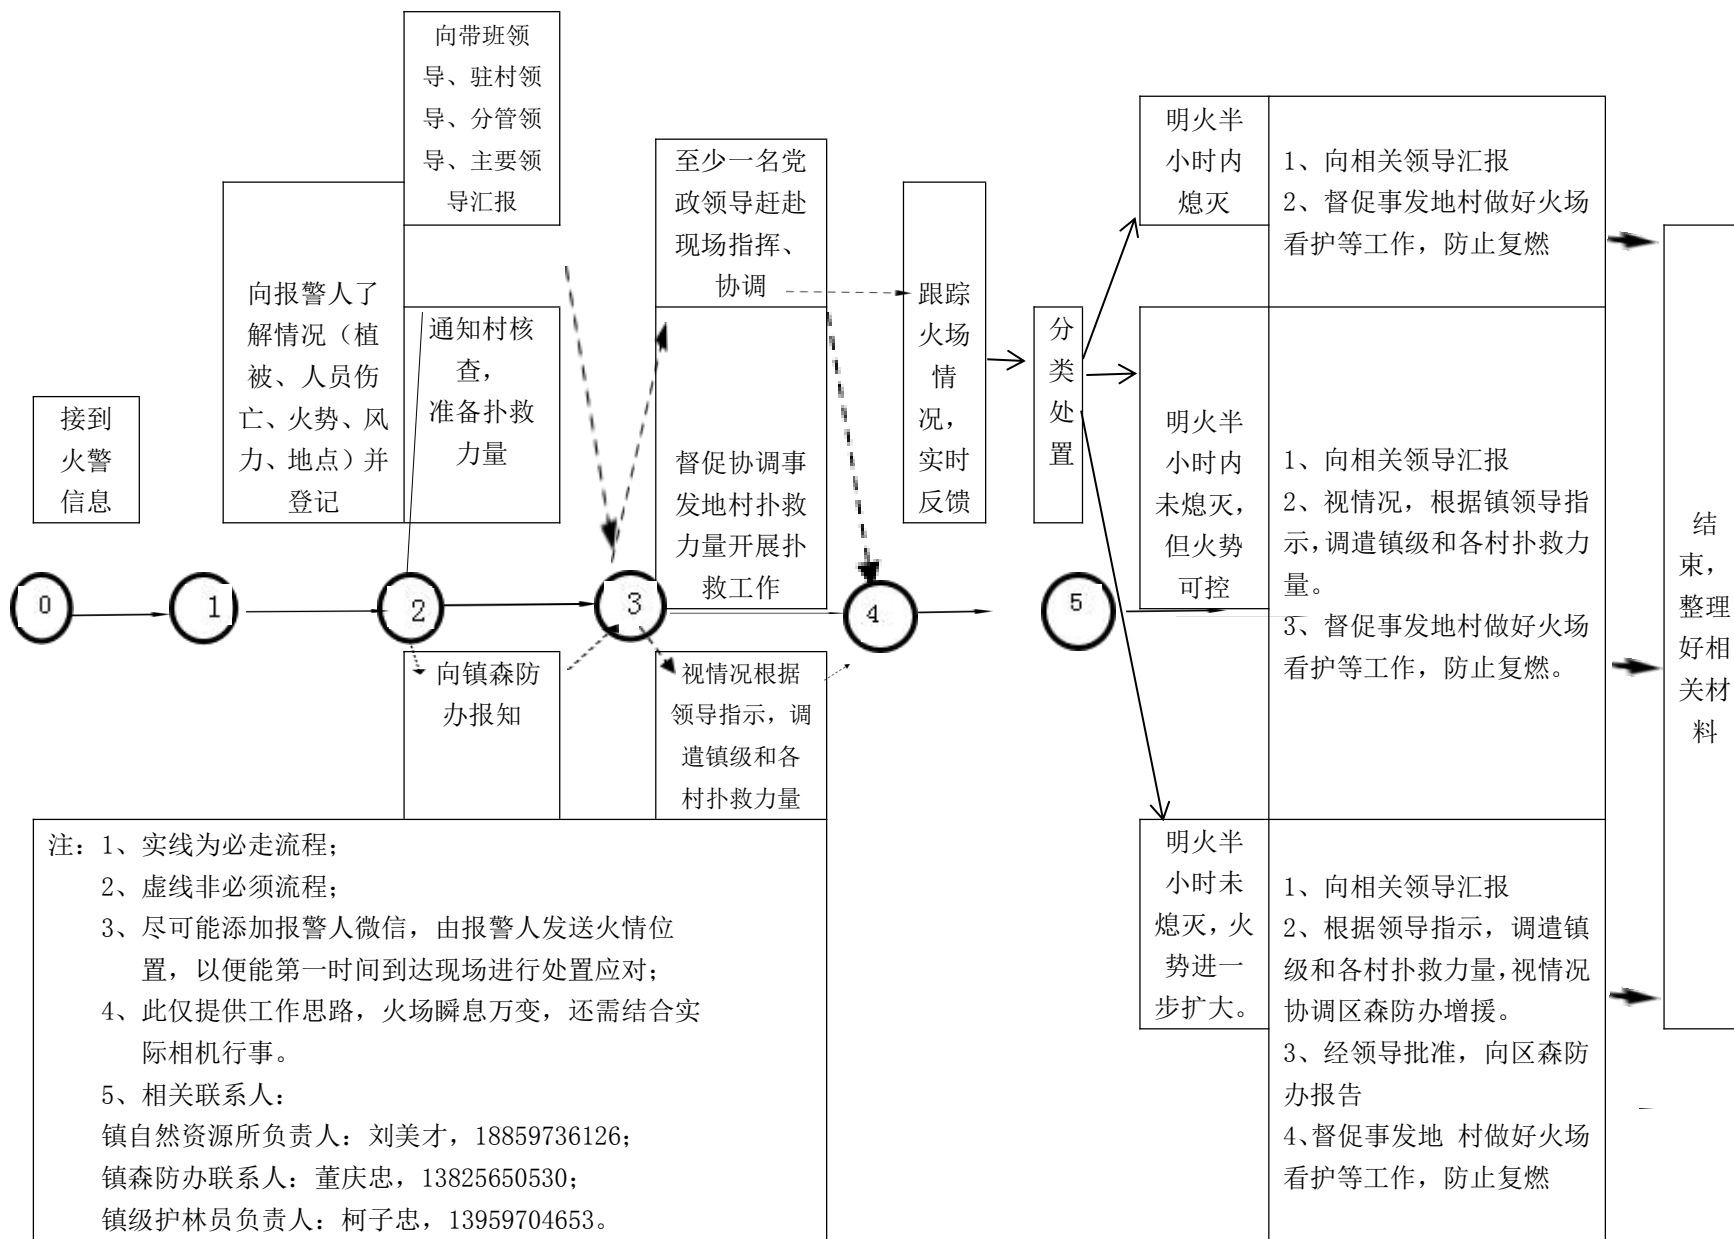 接到
火警
信息
向报警人了
解情况（植
被、人员伤
亡、火势、风
力、地点）并
登记
向带班领
导、驻村领
导、分管领
导、主要领
导汇报
通知村核
查，
准备扑救
力量
向镇森防
办报知
至少一名党
政领导赶赴
现场指挥、
协调
督促协调事
发地村扑救
力量开展扑
救工作
视情况根据
领导指示，调
遣镇级和各
村扑救力量
跟踪
火场
情
况，
实时
反馈
分
类
处
置
0
1
2
3
4
5
明火半
小时内
熄灭
1、向相关领导汇报
2、督促事发地村做好火场
看护等工作，防止复燃
明火半
小时内
未熄灭，
但火势
可控
1、向相关领导汇报
2、视情况，根据镇领导指
示，调遣镇级和各村扑救力
量。
3、督促事发地村做好火场
看护等工作，防止复燃。
明火半
小时未
熄灭，火
势进一
步扩大。
1、向相关领导汇报
2、根据领导指示，调遣镇
级和各村扑救力量，视情况
协调区森防办增援。
3、经领导批准，向区森防
办报告
4、督促事发地 村做好火场
看护等工作，防止复燃
结
束，
整理
好相
关材
料
注：1、实线为必走流程；
2、虚线非必须流程；
3、尽可能添加报警人微信，由报警人发送火情位
置，以便能第一时间到达现场进行处置应对；
4、此仅提供工作思路，火场瞬息万变，还需结合实
际相机行事。
5、相关联系人：
镇自然资源所负责人：刘美才，18859736126；
镇森防办联系人：董庆忠，13825650530；
镇级护林员负责人：柯子忠，13959704653。